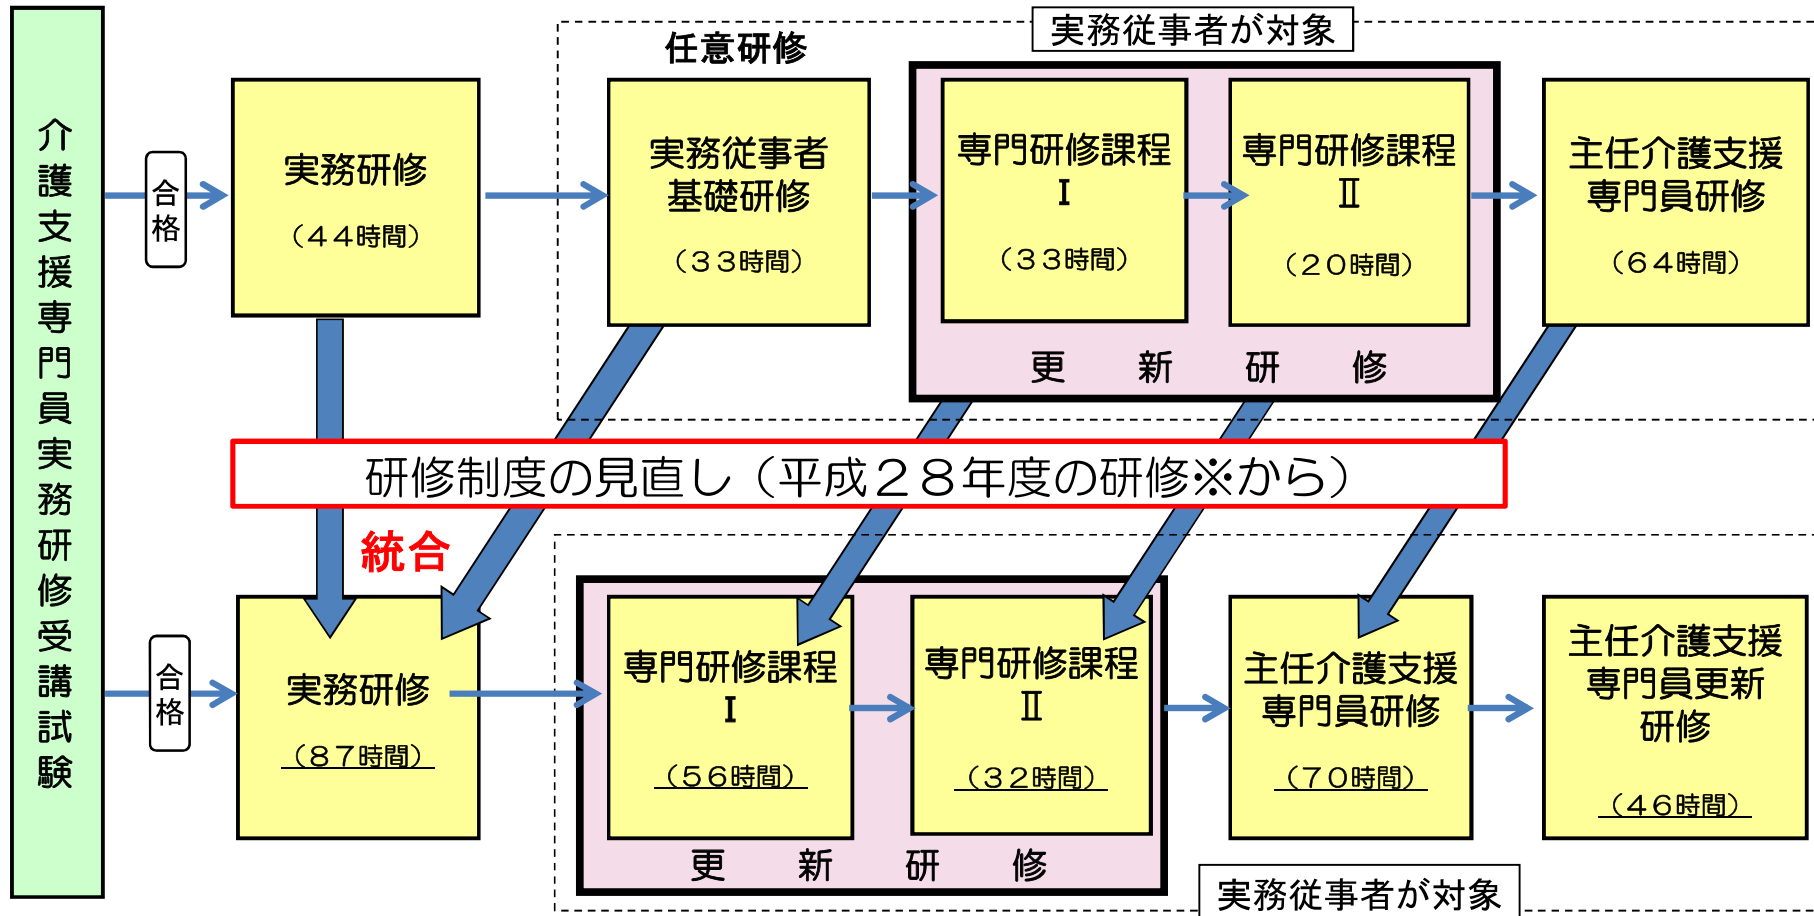 介護支援専門員実務研修受講試験
実務従事者が対象
任意研修
合格
実務研修
（４４時間）
実務従事者
基礎研修
（３３時間）
専門研修課程
Ⅰ
（３３時間）
専門研修課程
Ⅱ
（２０時間）
更新研修
主任介護支援
専門員研修
（６４時間）
研修制度の見直し（平成２８年度の研修※から）
統合
合格
実務研修
（８７時間）
専門研修課程
Ⅰ
（５６時間）
専門研修課程
Ⅱ
（３２時間）
更新研修
主任介護支援
専門員研修
（７０時間）
主任介護支援
専門員更新
研修
（４６時間）
実務従事者が対象